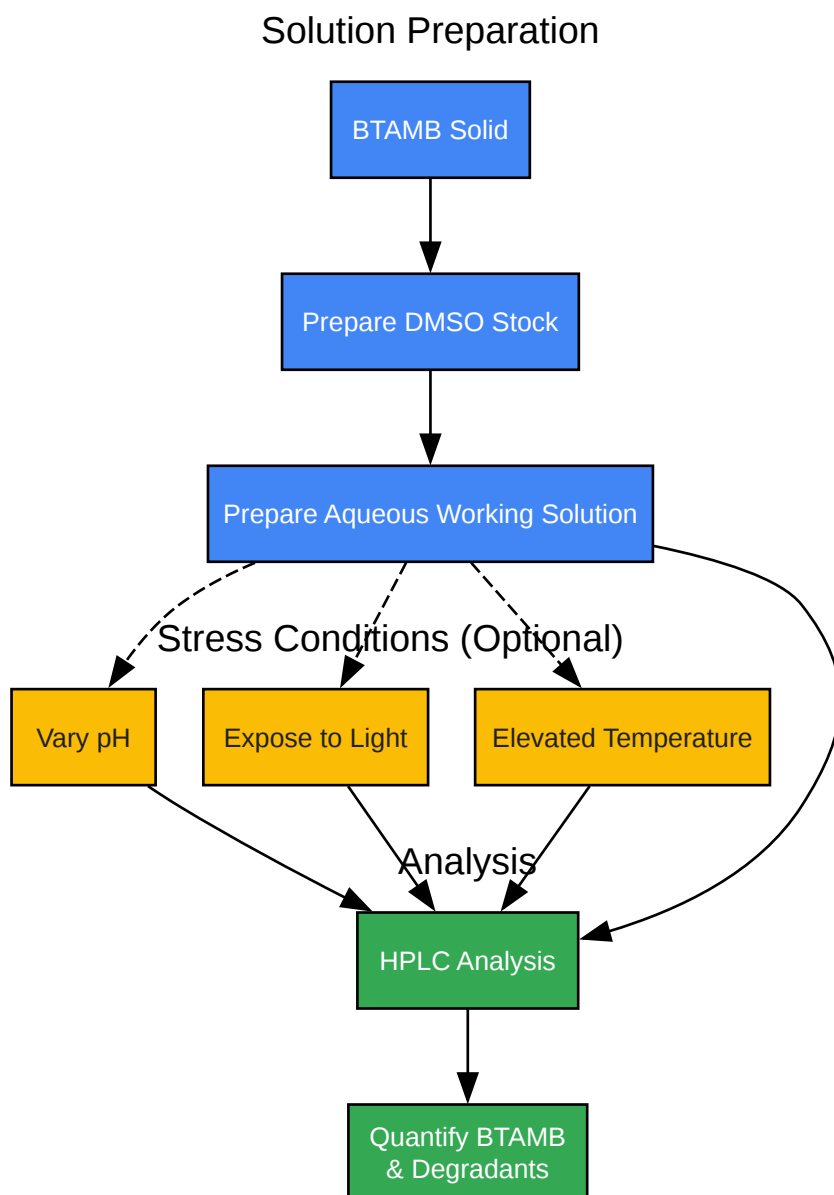 Solution Preparation
BTAMB Solid
Prepare DMSO Stock
Prepare Aqueous Working Solution
Stress Conditions (Optional)
Vary pH
Expose to Light
Elevated Temperature
Analysis
HPLC Analysis
Quantify BTAMB
& Degradants